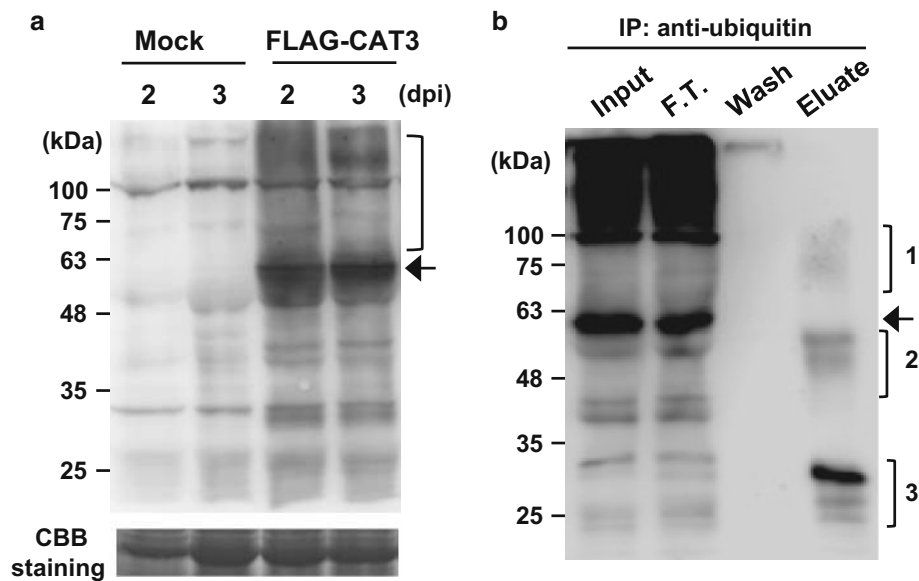 a
Mock FLAG-CAT3
2 3 2 3 (dpi)
(kDa)
100
75
63
48
35
25
CBB
staining
b
IP: anti-ubiquitin
Input F.T. Wash Eluate
(kDa)
100
75
63
48
35
25
1
2
3